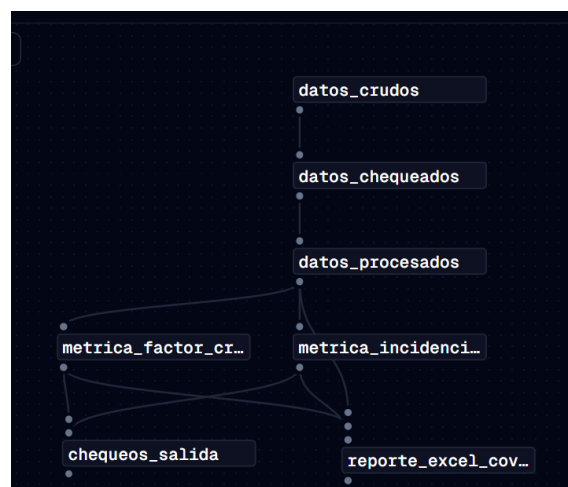 datos_crudos
datos_chequeados
datos_procesados
metrica_factor_cr…
metrica_incidenci…
chequeos_salida
reporte_excel_cov…